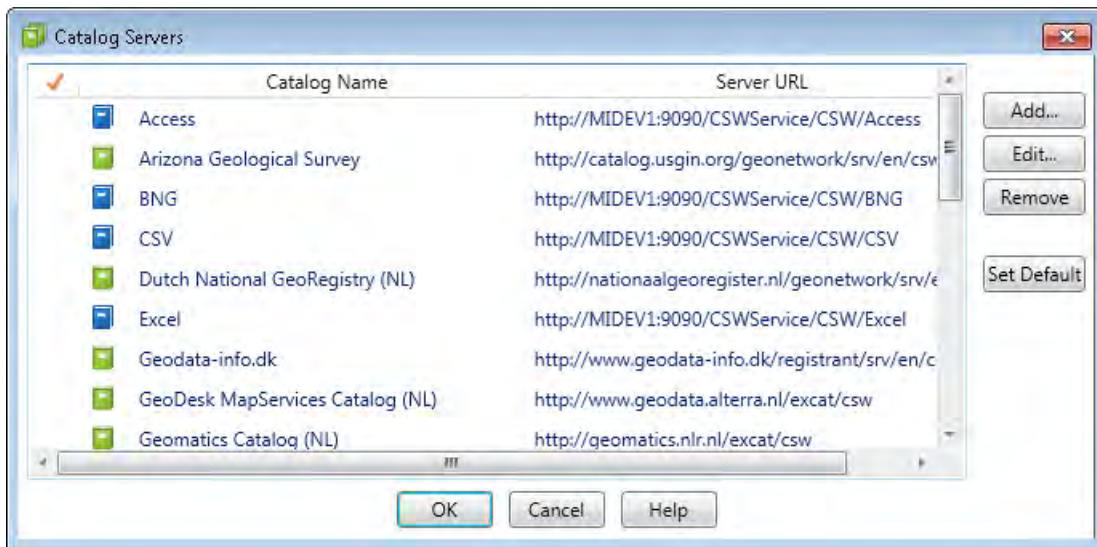 Catalog Servers
Catalog Name Server URL
Access http://MIDEV1:9090/CSWService/CSW/Access
Arizona Geological Survey http://catalog.usgin.org/geonetwork/srv/en/csw
BNG http://MIDEV1:9090/CSWService/CSW/BNG
CSV http://MIDEV1:9090/CSWService/CSW/CSV
Dutch National GeoRegistry (NL) http://nationaalgeoregister.nl/geonetwork/srv/e
Excel http://MIDEV1:9090/CSWService/CSW/Excel
Geodata-info.dk http://www.geodata-info.dk/registrant/srv/en/c
GeoDesk MapServices Catalog (NL) http://www.geodata.alterra.nl/excat/csw
Geomatics Catalog (NL) http://geomatics.nlr.nl/excat/csw
Add...
Edit...
Remove
Set Default
OK Cancel Help